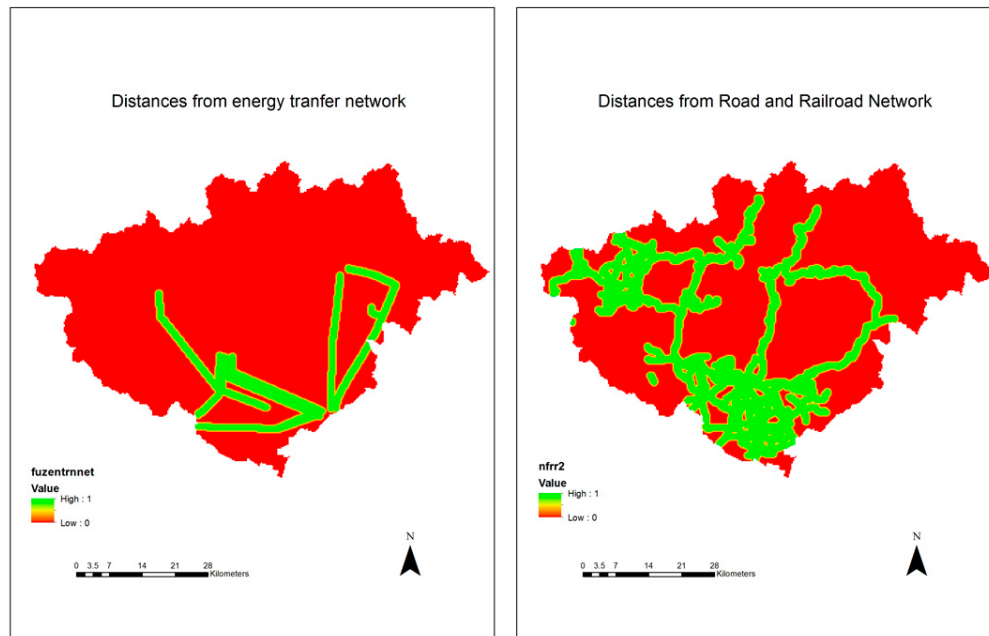 Distances from energy tranfer network
fuzentrnnet
Value
High : 1
Low : 0
N
0 3.5 7 14 21 28
Kilometers
Distances from Road and Railroad Network
nfrr2
Value
High : 1
Low : 0
N
0 3.5 7 14 21 28
Kilometers